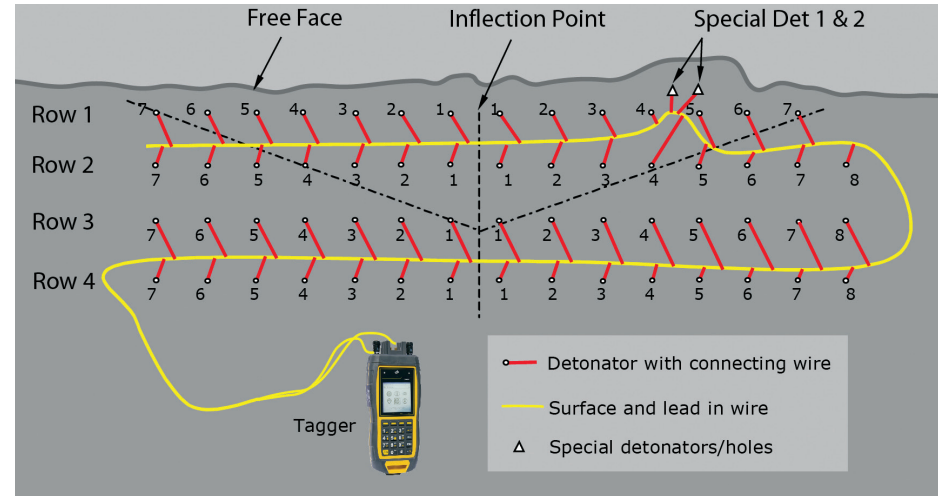 Free Face
Inflection Point
Special Det 1 & 2
Row 1
7 6 5 4 3 2 1 1 2 3 4 5 6 7
Row 2
7 6 5 4 3 2 1 1 2 3 4 5 6 7 8
Row 3
7 6 5 4 3 2 1 1 2 3 4 5 6 7 8
Row 4
7 6 5 4 3 2 1 1 2 3 4 5 6 7 8
Tagger
Detonator with connecting wire
Surface and lead in wire
Special detonators/holes